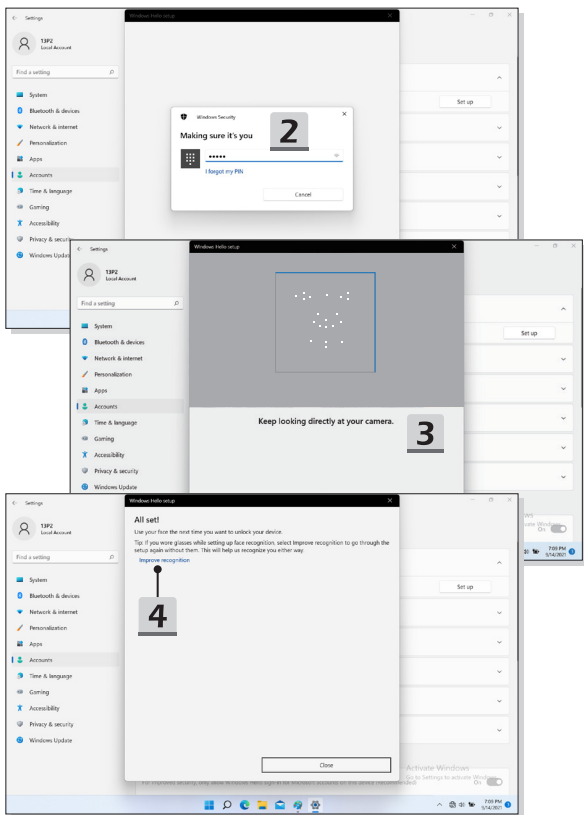 Settings
Windows Hello setup
13P2
Local Account
Find a setting
System
Bluetooth & devices
Network & internet
Personalization
Apps
Accounts
Time & language
Gaming
Accessibility
Privacy & security
Windows Update
Set up
Windows Security
Making sure it's you
2
I forgot my PIN
Cancel
Settings
Windows Hello setup
13P2
Local Account
Find a setting
System
Bluetooth & devices
Network & internet
Personalization
Apps
Accounts
Time & language
Gaming
Accessibility
Privacy & security
Windows Update
Set up
Keep looking directly at your camera.
3
On
7:09 PM
5/14/2021
Settings
Windows Hello setup
13P2
Local Account
Find a setting
System
Bluetooth & devices
Network & internet
Personalization
Apps
Accounts
Time & language
Gaming
Accessibility
Privacy & security
Windows Update
All set!
Use your face the next time you want to unlock your device.
Tip: If you wore glasses while setting up face recognition, select Improve recognition to go through the
setup again without them. This will help us recognize you either way.
Improve recognition
4
Set up
Close
Activate Windows
Go to Settings to activate Windows.
On
7:09 PM
5/14/2021